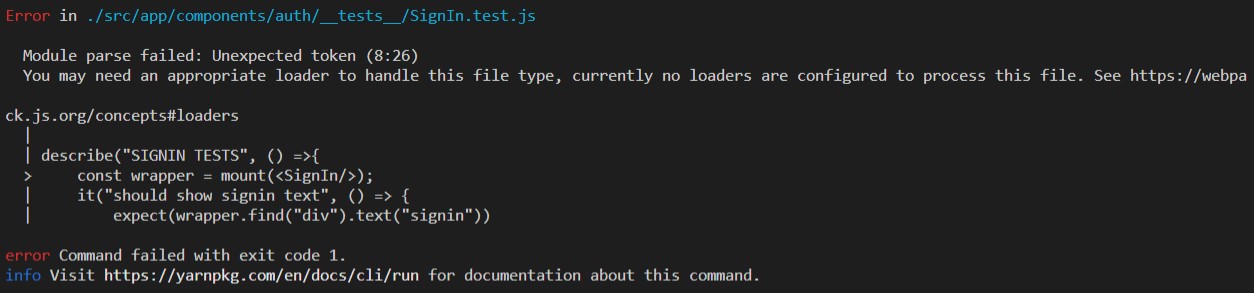 Error in ./src/app/components/auth/__tests__/SignIn.test.js
Module parse failed: Unexpected token (8:26)
You may need an appropriate loader to handle this file type, currently no loaders are configured to process this file. See https://webpa
ck.js.org/concepts#loaders
|
| describe("SIGNIN TESTS", () =>{
>     const wrapper = mount(<SignIn/>);
|     it("should show signin text", () => {
|         expect(wrapper.find("div").text("signin"))
error Command failed with exit code 1.
info Visit https://yarnpkg.com/en/docs/cli/run for documentation about this command.